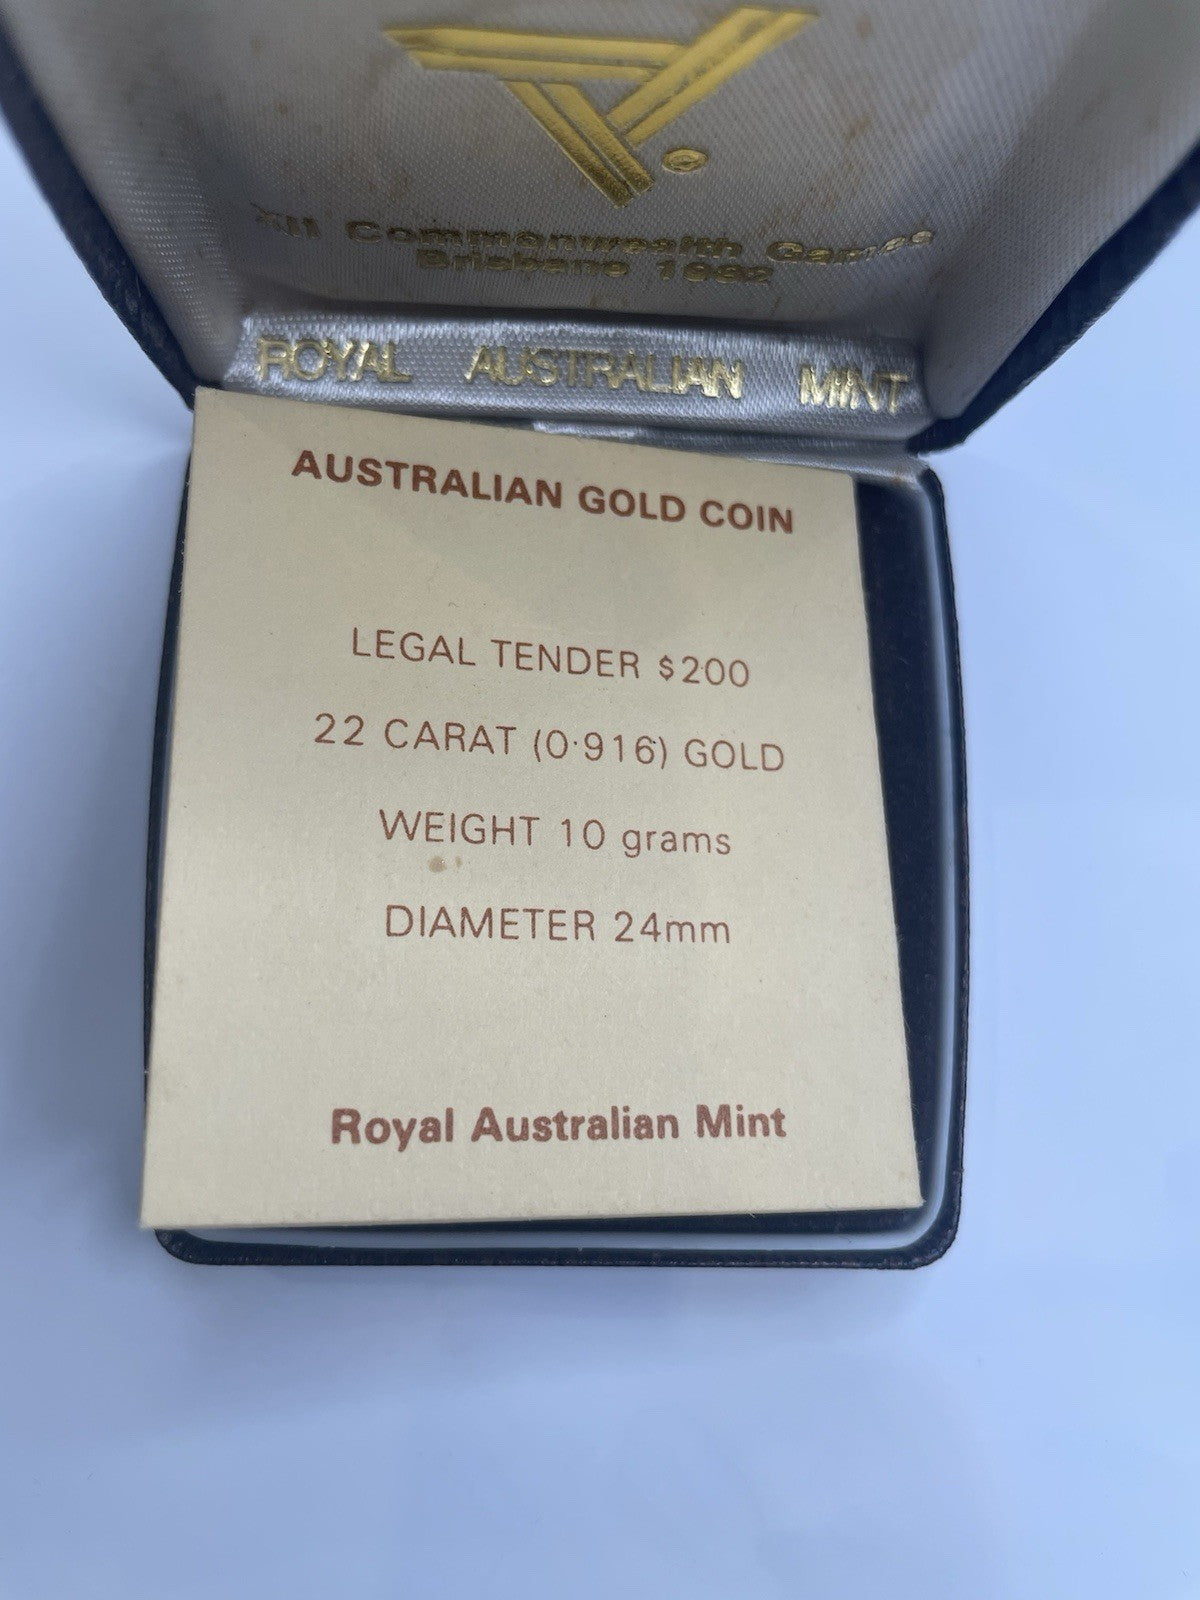 XII Commonwealth Games
Brisbane 1982
ROYAL AUSTRALIAN MINT
AUSTRALIAN GOLD COIN
LEGAL TENDER $200
22 CARAT (0·916) GOLD
WEIGHT 10 grams
DIAMETER 24mm
Royal Australian Mint